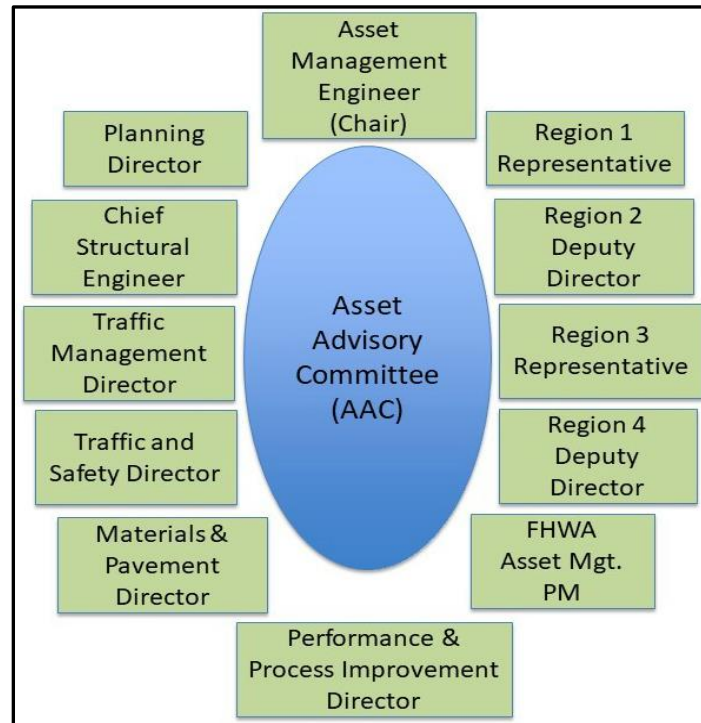 Asset
Management
Engineer
(Chair)
Planning
Director
Region 1
Representative
Chief
Structural
Engineer
Region 2
Deputy
Director
Traffic
Management
Director
Asset
Advisory
Committee
(AAC)
Region 3
Representative
Traffic and
Safety Director
Region 4
Deputy
Director
Materials &
Pavement
Director
FHWA
Asset Mgt.
PM
Performance &
Process Improvement
Director